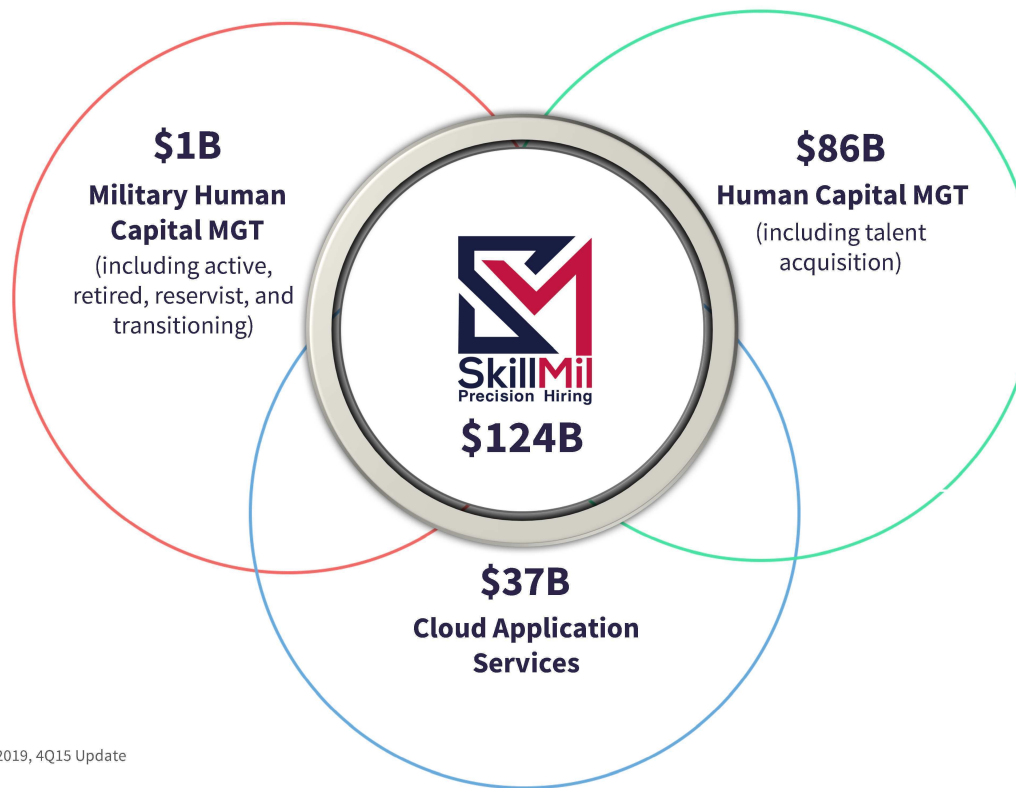 $1B
Military Human
Capital MGT
(including active,
retired, reservist, and
transitioning)
$86B
Human Capital MGT
(including talent
acquisition)
SkillMil
Precision Hiring
$124B
$37B
Cloud Application
Services
2019, 4Q15 Update